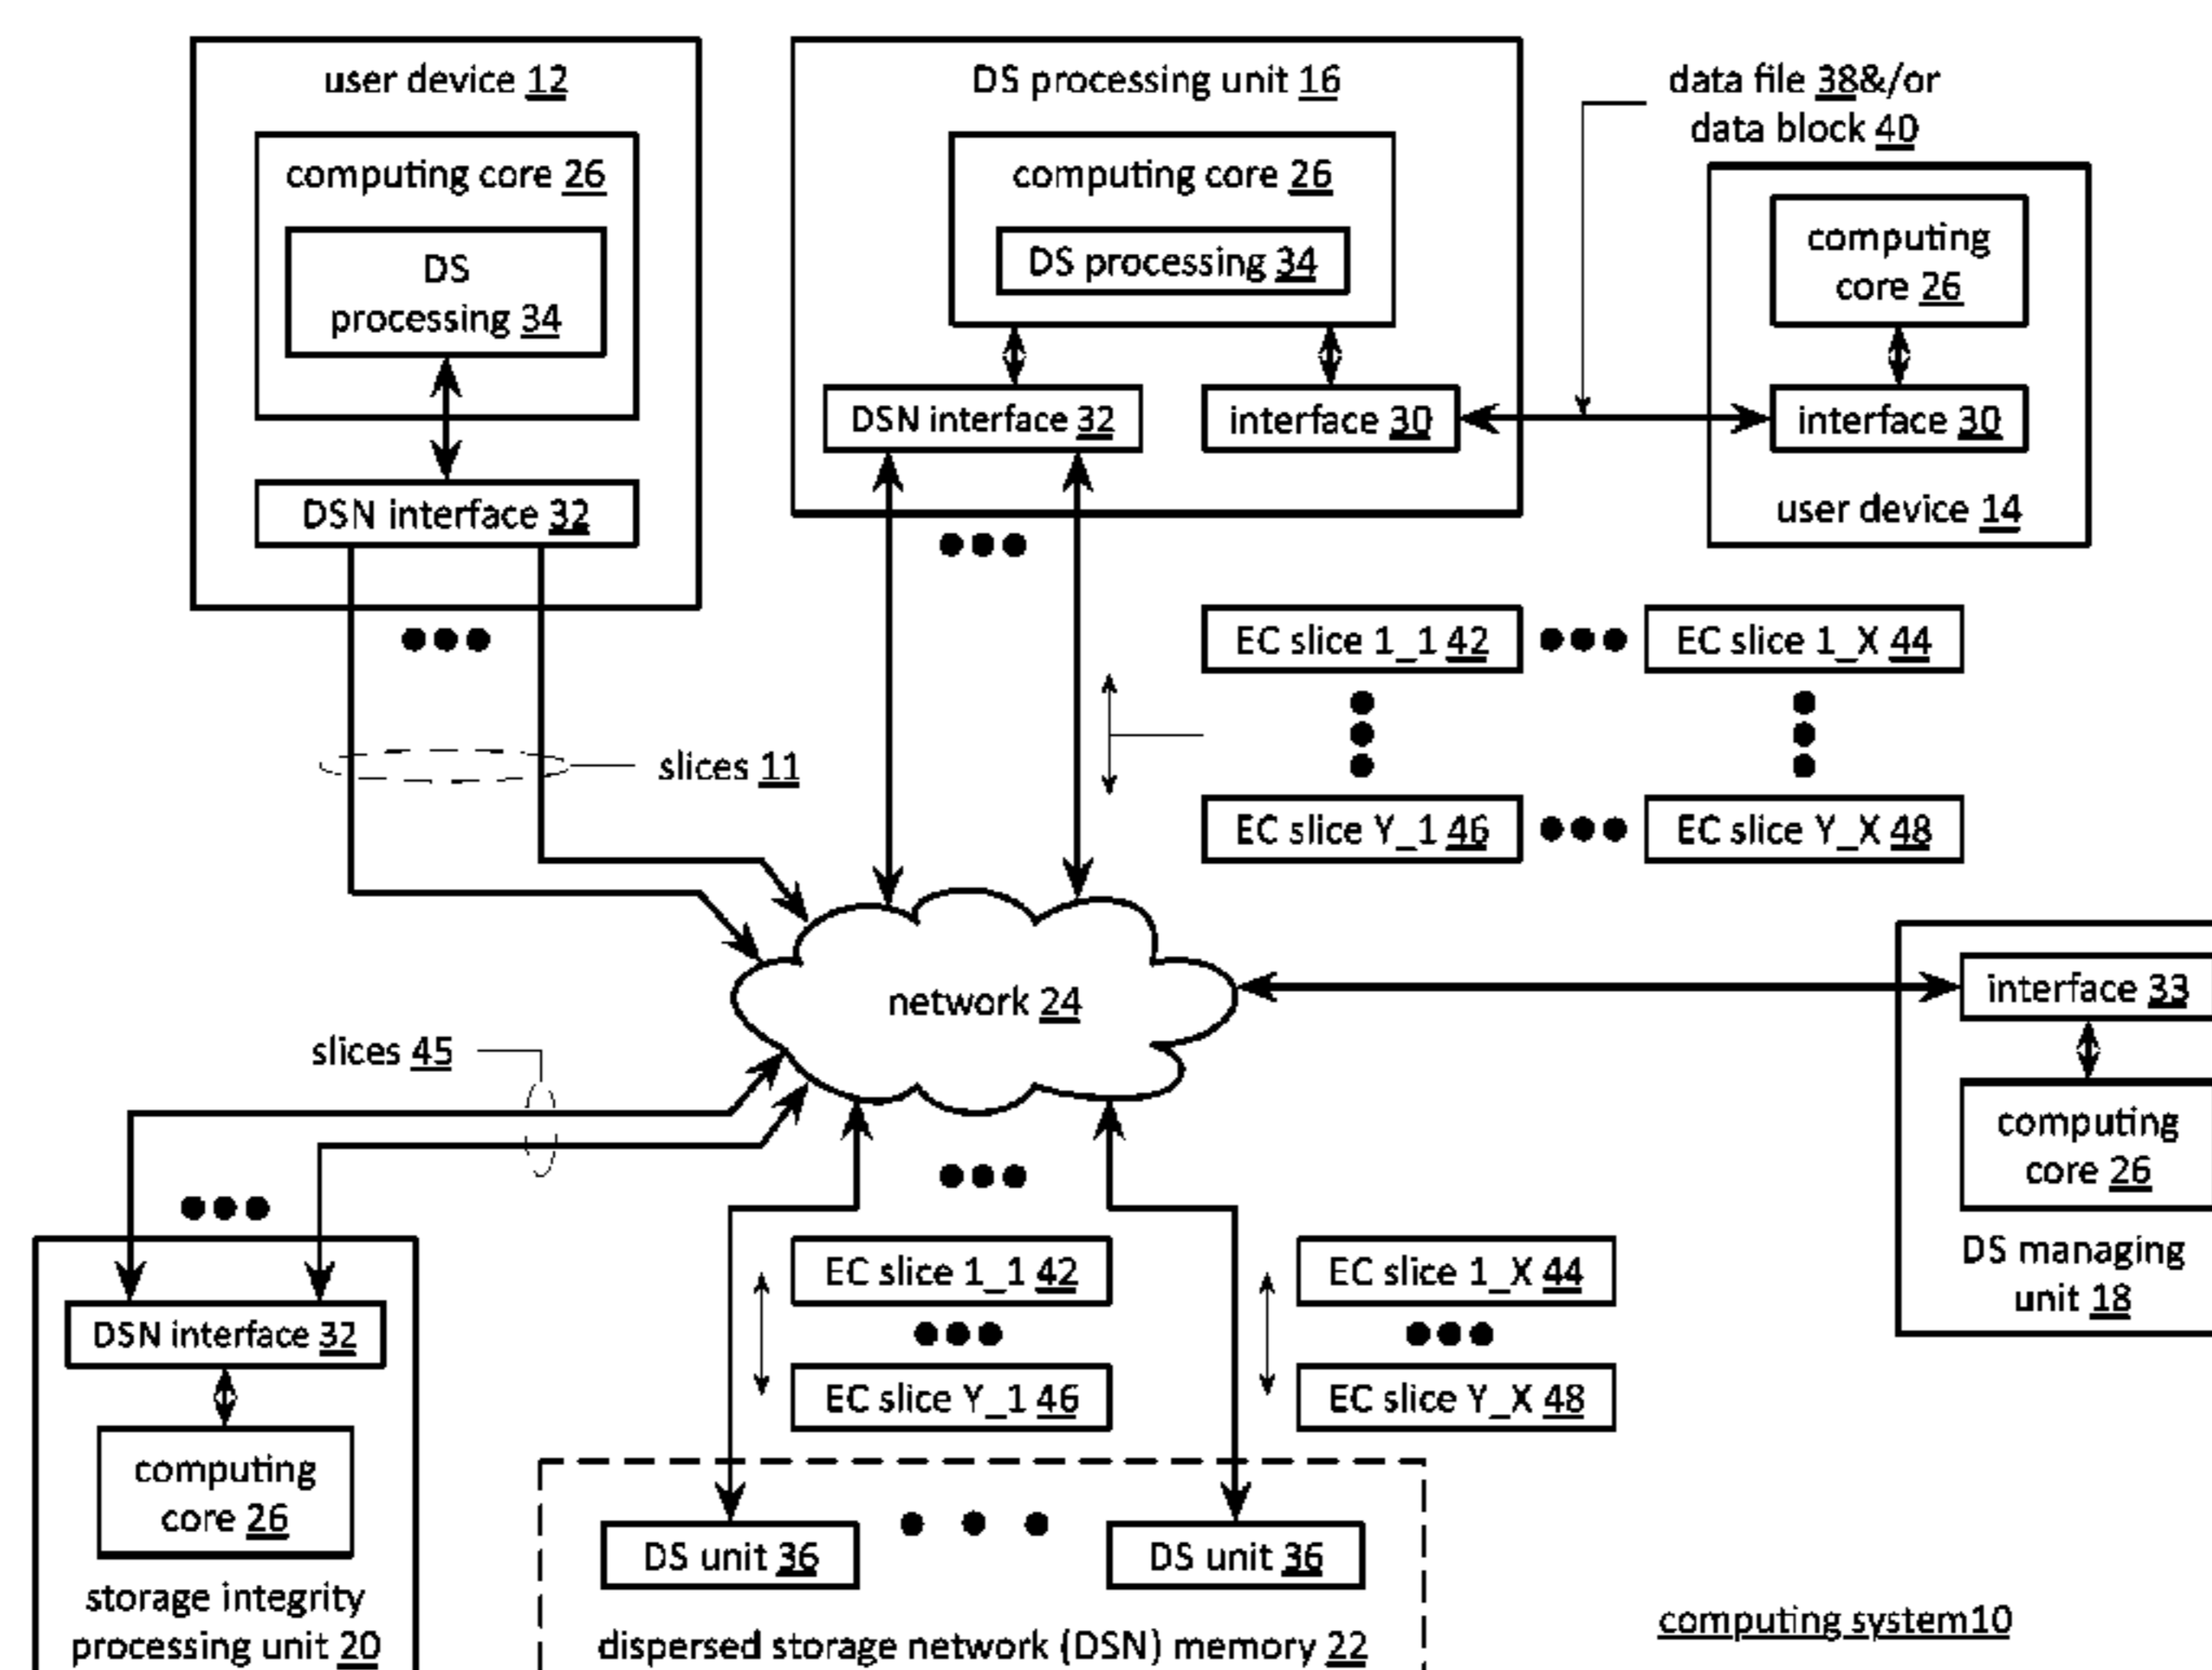 user device 12
computing core 26
DS
processing 34
DSN interface 32
DS processing unit 16
computing core 26
DS processing 34
DSN interface 32
interface 30
data file 38&/or
data block 40
computing
core 26
interface 30
user device 14
EC slice 1_1 42
EC slice 1_X 44
EC slice Y_1 46
EC slice Y_X 48
slices 11
network 24
interface 33
computing
core 26
DS managing
unit 18
slices 45
DSN interface 32
computing
core 26
storage integrity
processing unit 20
EC slice 1_1 42
EC slice Y_1 46
EC slice 1_X 44
EC slice Y_X 48
DS unit 36
DS unit 36
dispersed storage network (DSN) memory 22
computing system10